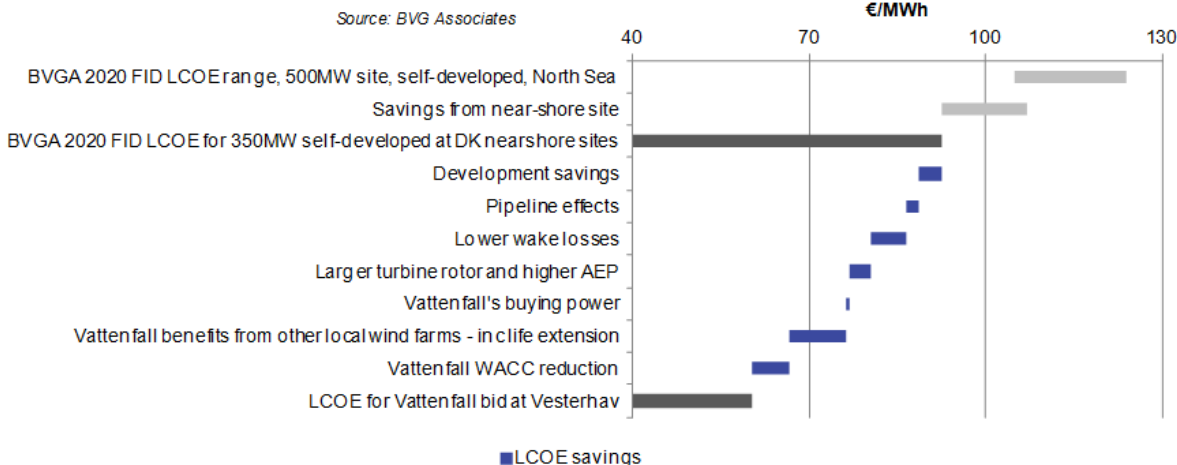 Source: BVG Associates
€/MWh
40 70 100 130
BVGA 2020 FID LCOE range, 500MW site, self-developed, North Sea
Savings from near-shore site
BVGA 2020 FID LCOE for 350MW self-developed at DK nearshore sites
Development savings
Pipeline effects
Lower wake losses
Larger turbine rotor and higher AEP
Vattenfall's buying power
Vattenfall benefits from other local wind farms - inc life extension
Vattenfall WACC reduction
LCOE for Vattenfall bid at Vesterhav
LCOE savings